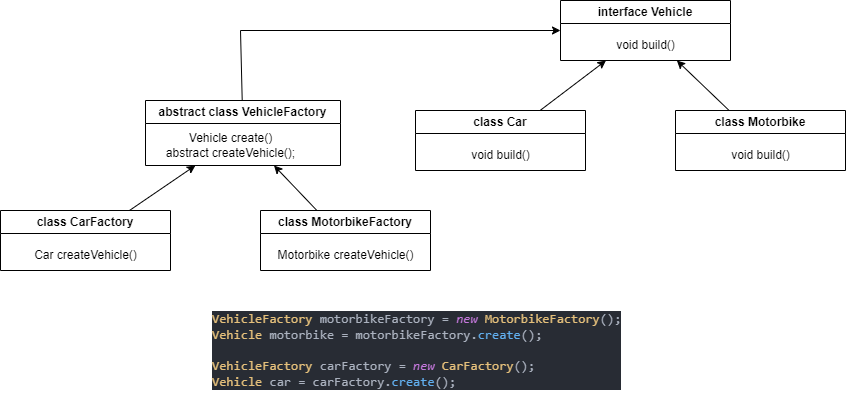 interface Vehicle
void build()
abstract class VehicleFactory
Vehicle create()
abstract createVehicle();
class Car
void build()
class Motorbike
void build()
class CarFactory
Car createVehicle()
class MotorbikeFactory
Motorbike createVehicle()
VehicleFactory motorbikeFactory = new MotorbikeFactory();
Vehicle motorbike = motorbikeFactory.create();
VehicleFactory carFactory = new CarFactory();
Vehicle car = carFactory.create();